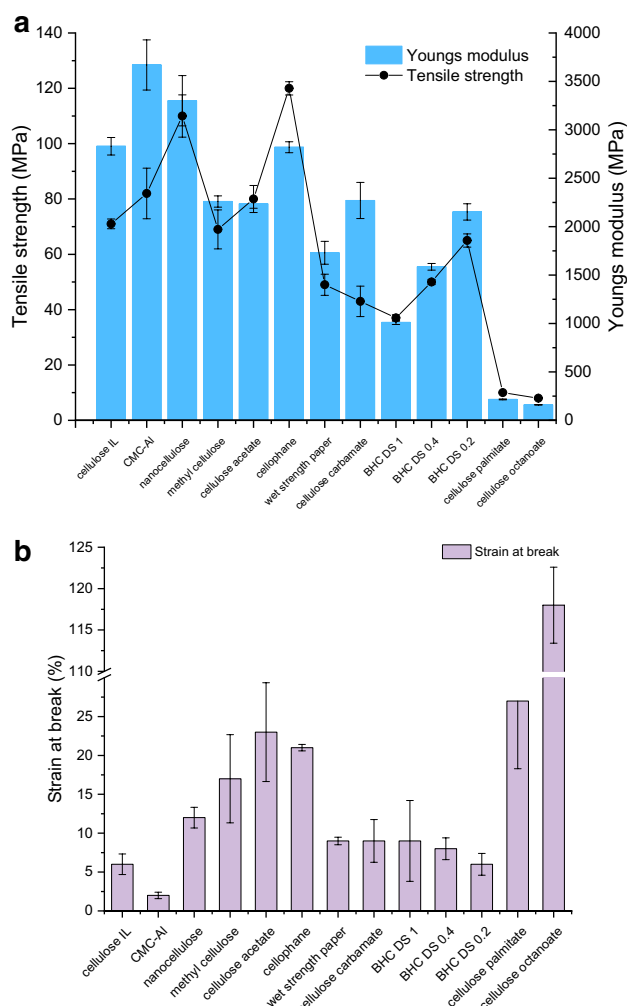 a
140
120
100
80
60
40
20
0
Tensile strength (MPa)
4000
3500
3000
2500
2000
1500
1000
500
0
Youngs modulus (MPa)
Youngs modulus
Tensile strength
cellulose IL
CMC-Al
nanocellulose
methyl cellulose
cellulose acetate
cellophane
wet strength paper
cellulose carbamate
BHC DS 1
BHC DS 0.4
BHC DS 0.2
cellulose palmitate
cellulose octanoate
b
125
120
115
110
25
20
15
10
5
0
Strain at break (%)
Strain at break
cellulose IL
CMC-Al
nanocellulose
methyl cellulose
cellulose acetate
cellophane
wet strength paper
cellulose carbamate
BHC DS 1
BHC DS 0.4
BHC DS 0.2
cellulose palmitate
cellulose octanoate